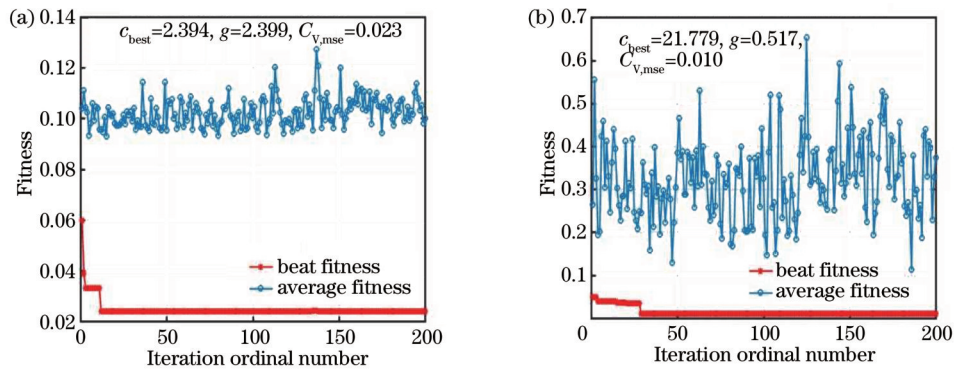 (a)
0.14
0.12
0.10
0.08
0.06
0.04
0.02
Fitness
c_best=2.394, g=2.399, C_V,mse=0.023
beat fitness
average fitness
0 50 100 150 200
Iteration ordinal number
(b)
0.7
0.6
0.5
0.4
0.3
0.2
0.1
Fitness
c_best=21.779, g=0.517,
C_V,mse=0.010
beat fitness
average fitness
0 50 100 150 200
Iteration ordinal number